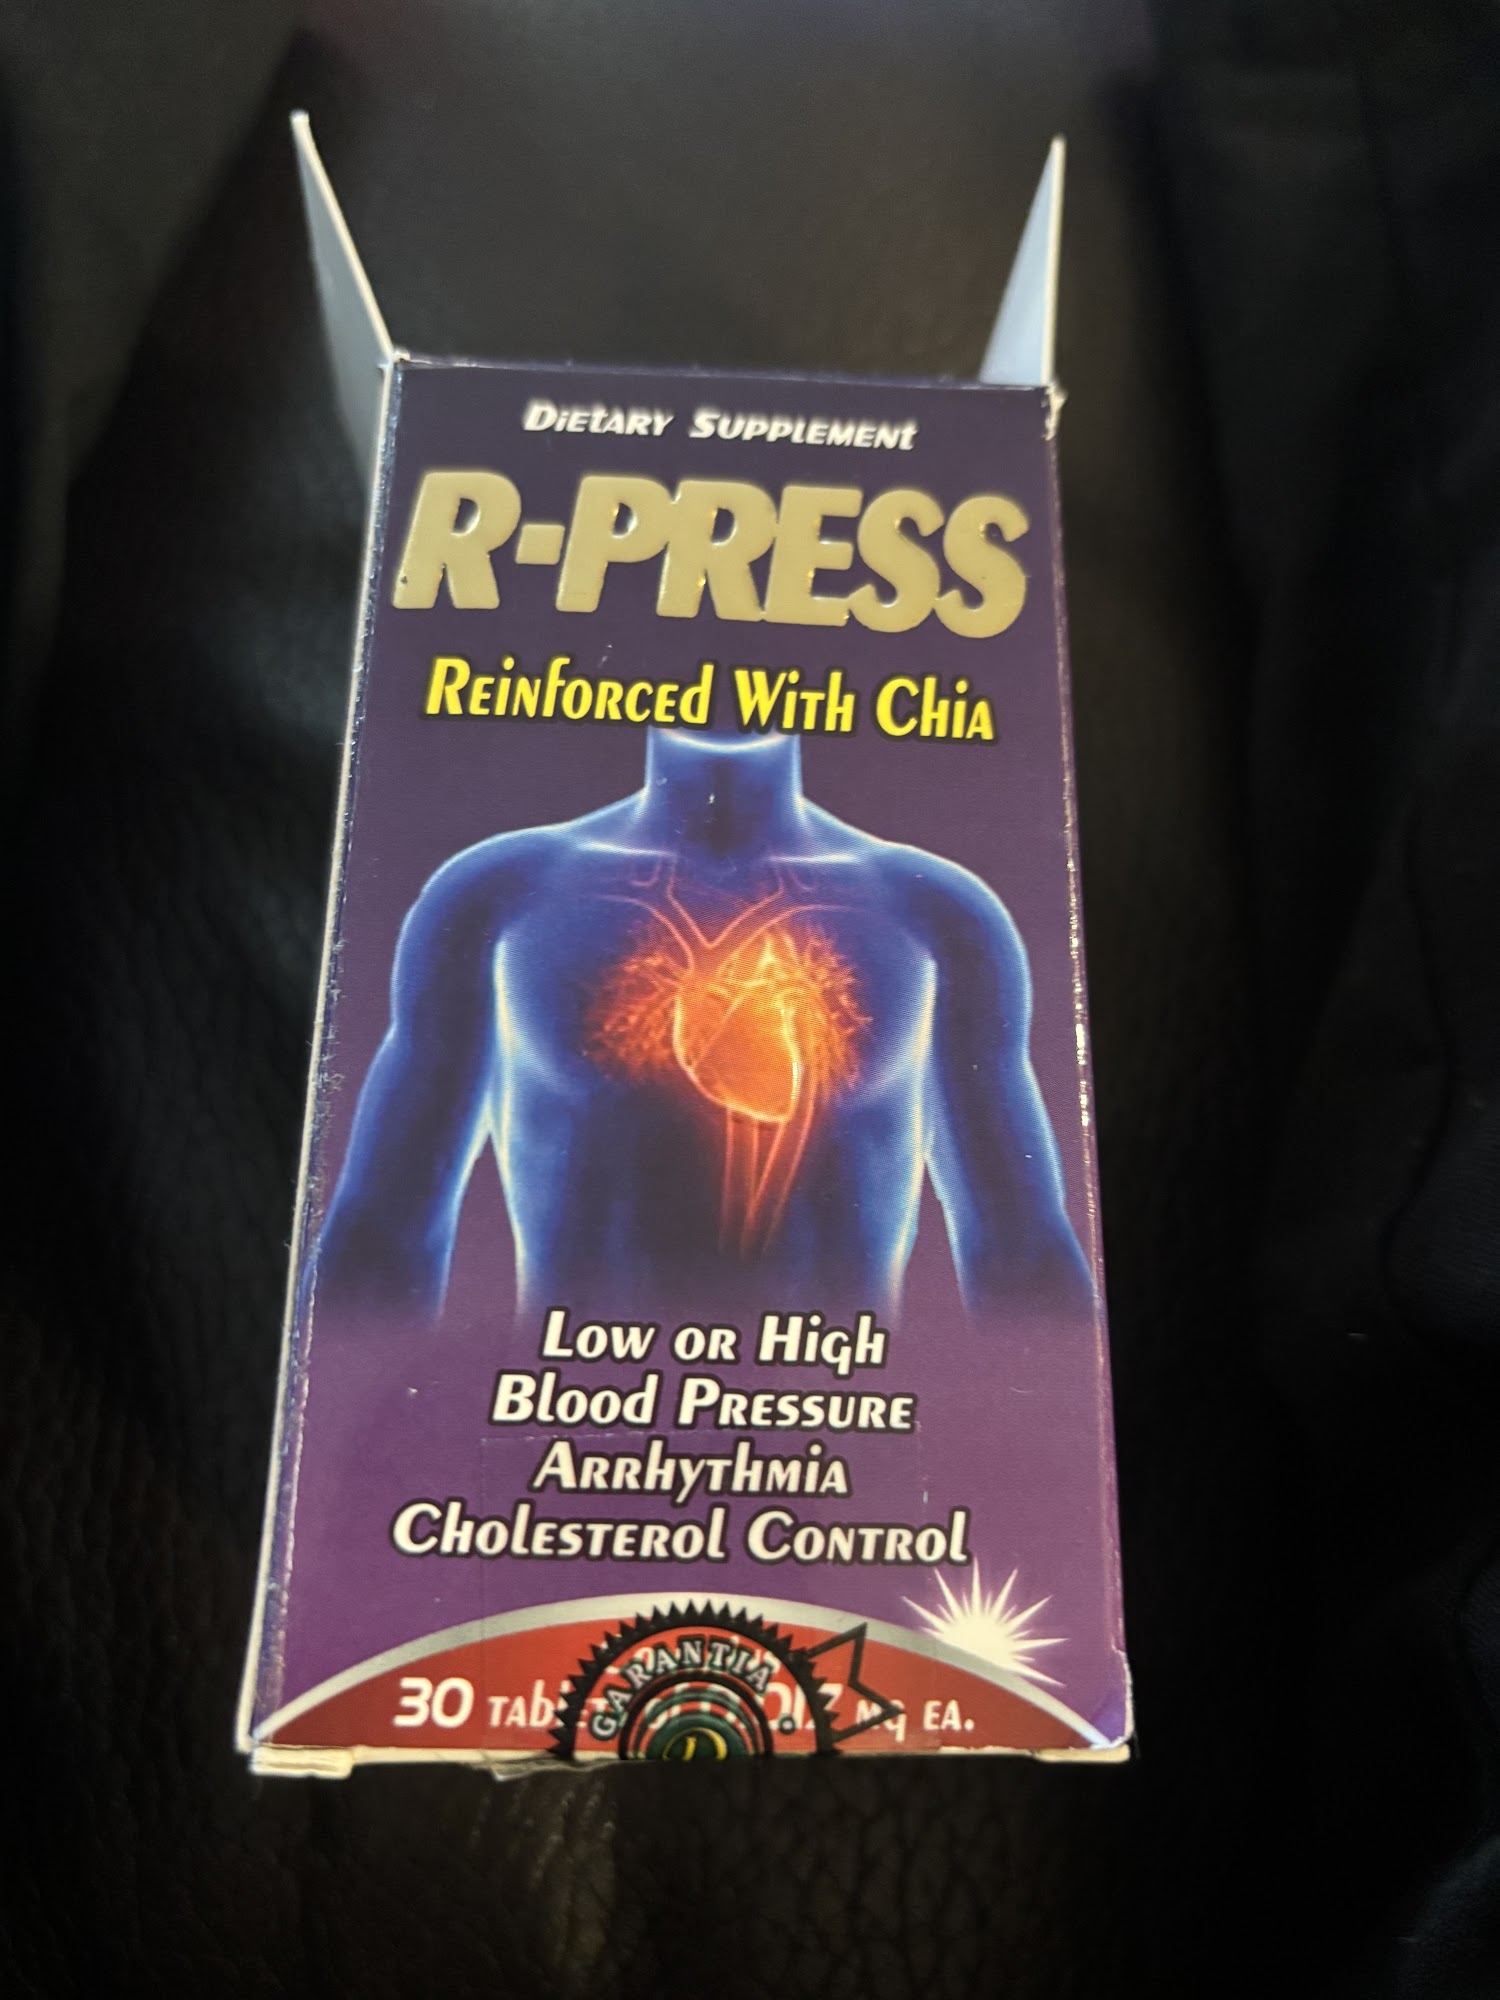 Dietary Supplement
R-PRESS
Reinforced With Chia
Low or High
Blood Pressure
Arrhythmia
Cholesterol Control
GARANTIA
30 mg EA.